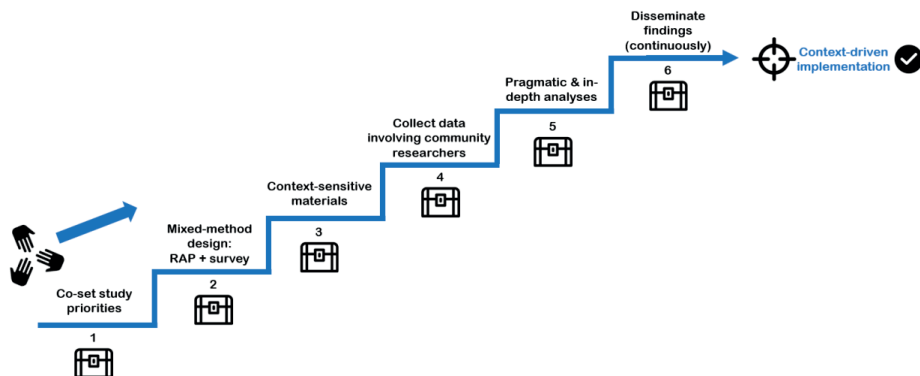 Disseminate
findings
(continuously)
6
Context-driven
implementation
Pragmatic & in-
depth analyses
5
Collect data
involving community
researchers
4
Context-sensitive
materials
3
Mixed-method
design:
RAP + survey
2
Co-set study
priorities
1